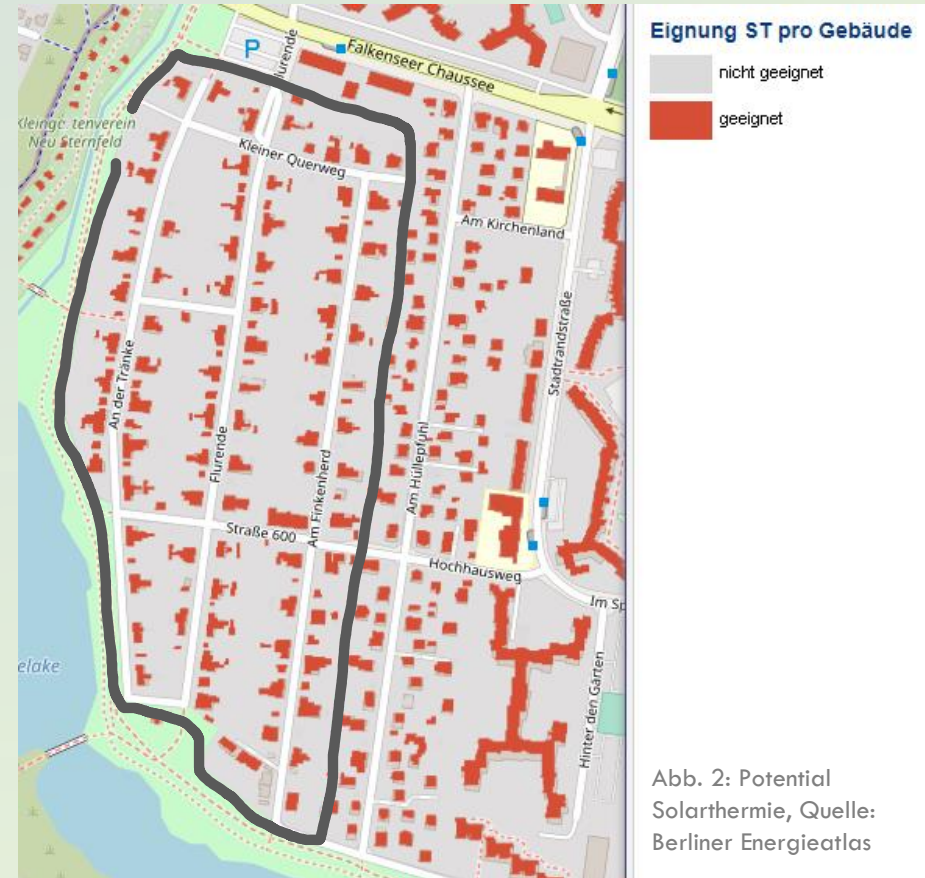 P
Falkenseer Chaussee
Flurende
Kleiner Querweg
Am Kirchenland
Neu Sternfeld
An der Tränke
Flurende
Am Finkenherd
Am Hüllepfuhl
Stadtrandstraße
Straße 600
Hochhausweg
Im Sp
elake
Hinter den Gärten
Eignung ST pro Gebäude
nicht geeignet
geeignet
Abb. 2: Potential
Solarthermie, Quelle:
Berliner Energieatlas